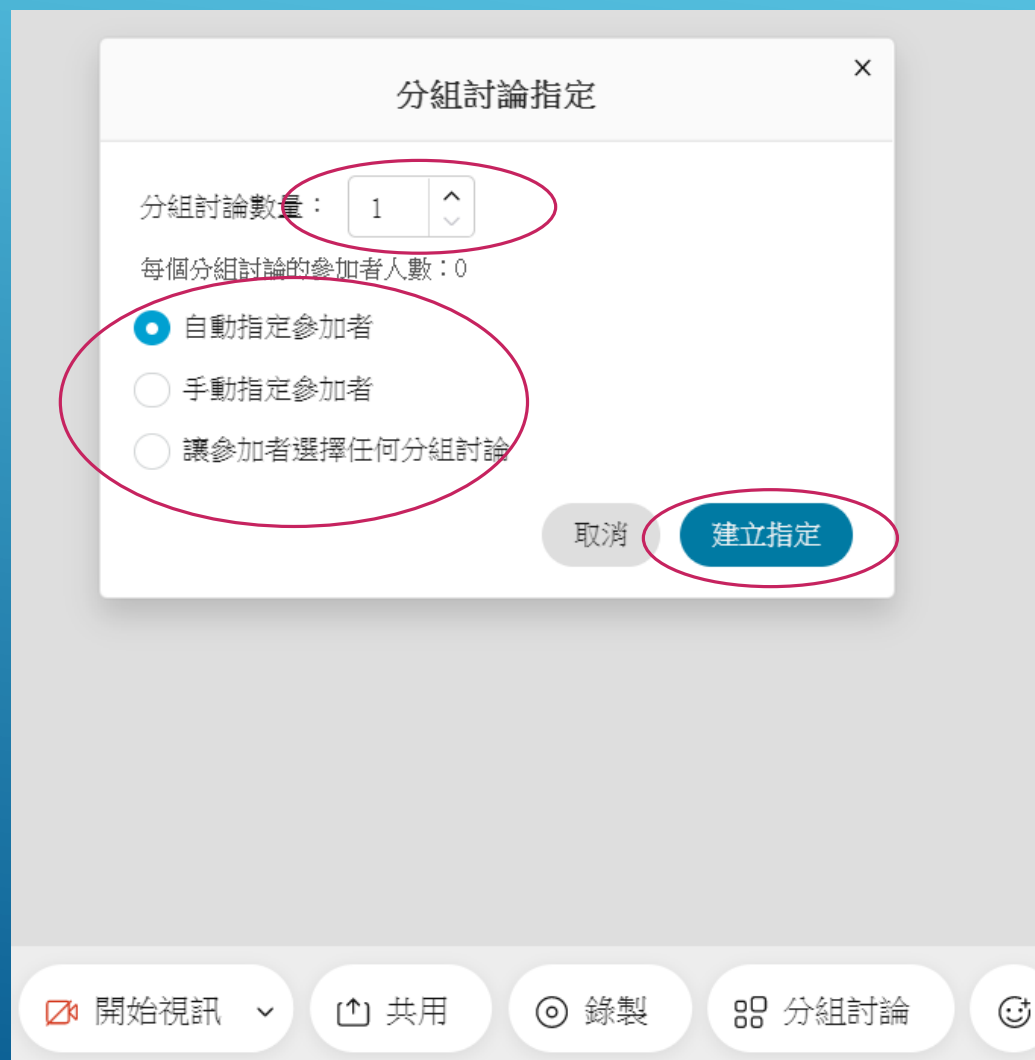 分組討論指定
分組討論數量： 1
每個分組討論的參加者人數：0
自動指定參加者
手動指定參加者
讓參加者選擇任何分組討論
取消 建立指定
開始視訊 共用 錄製 分組討論